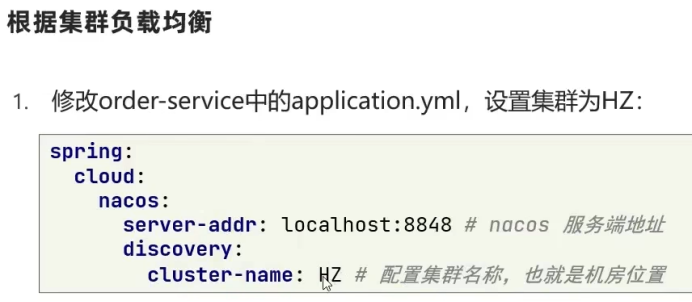 根据集群负载均衡
1. 修改order-service中的application.yml，设置集群为HZ：
spring:
  cloud:
    nacos:
      server-addr: localhost:8848 # nacos 服务端地址
      discovery:
        cluster-name: HZ # 配置集群名称，也就是机房位置